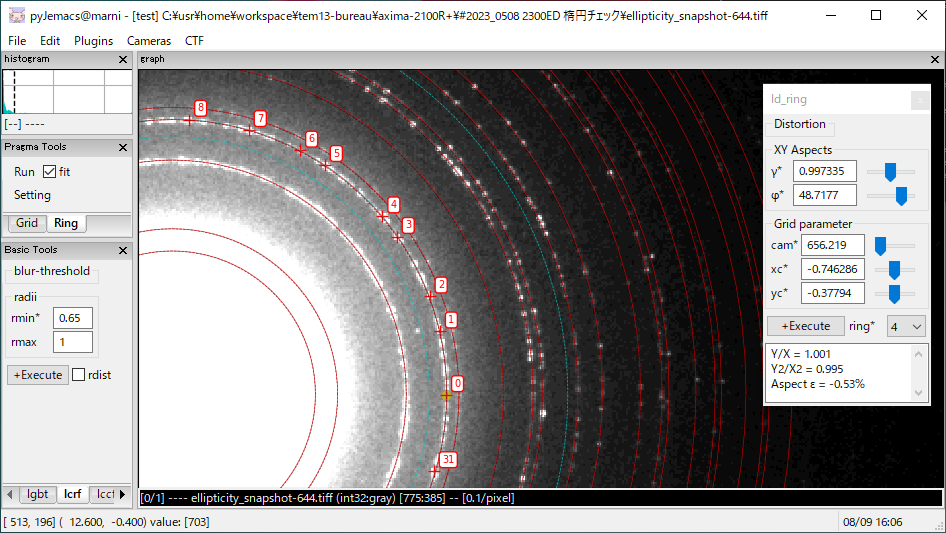 pyJemacs@marni - [test] C:¥usr¥home¥workspace¥tem13-bureau¥axima-2100R+¥#2023_0508 2300ED 楕円チェック¥ellipticity_snapshot-644.tiff
File Edit Plugins Cameras CTF
histogram
graph
[--] ----
Pragma Tools
Run fit
Setting
Grid Ring
Basic Tools
blur-threshold
radii
rmin* 0.65
rmax 1
+Execute rdist
lgbt lcrf lccf
8
7
6
5
4
3
2
1
0
31
ld_ring
Distortion
XY Aspects
γ* 0.997335
φ* 48.7177
Grid parameter
cam* 656.219
xc* -0.746286
yc* -0.37794
+Execute ring* 4
Y/X = 1.001
Y2/X2 = 0.995
Aspect ε = -0.53%
[0/1] ---- ellipticity_snapshot-644.tiff (int32:gray) [775:385] -- [0.1/pixel]
[ 513, 196] ( 12.600, -0.400) value: [703]
08/09 16:06